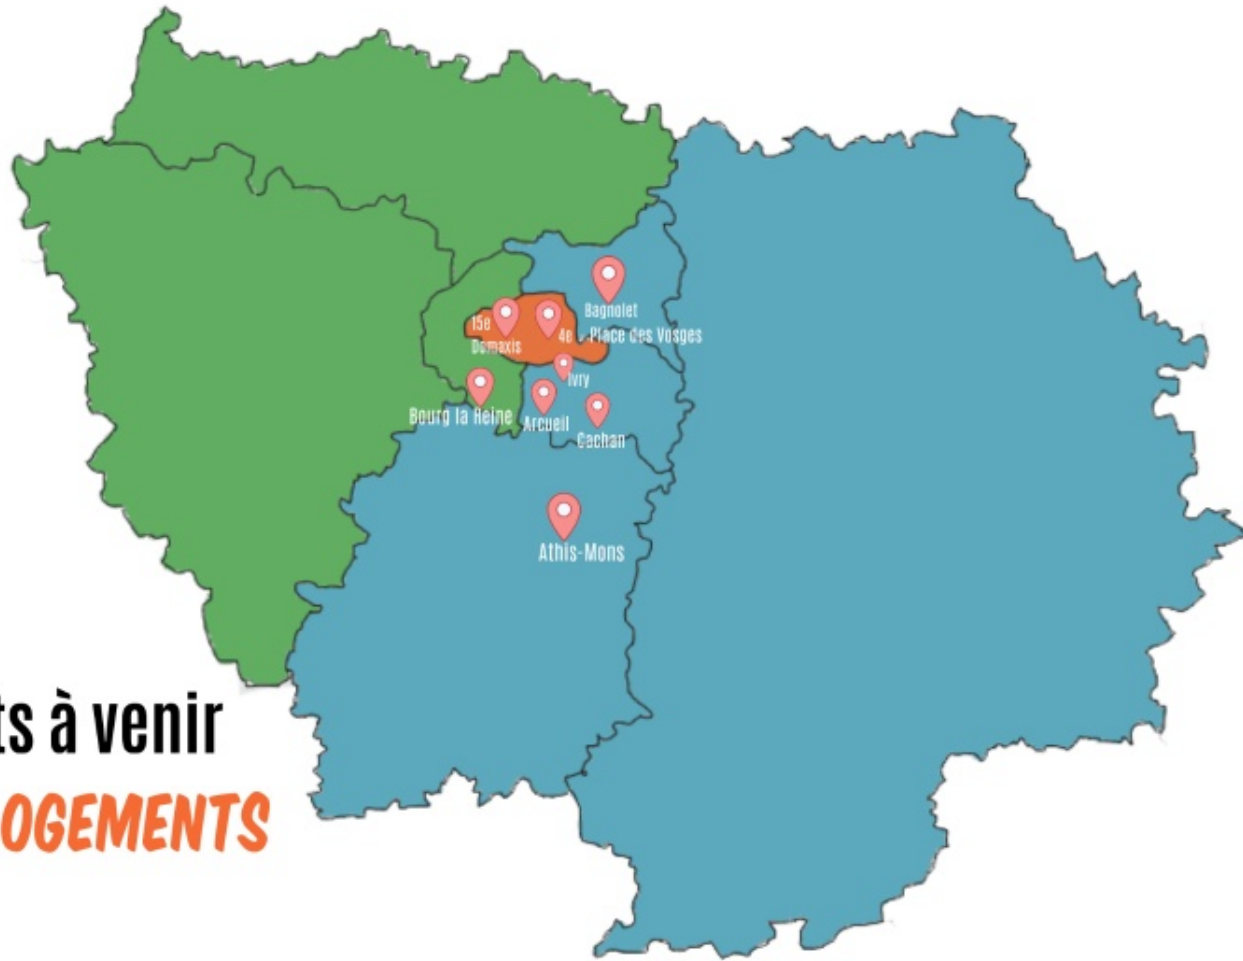 Bagnolet
15e
4e - Place des Vosges
Domaxis
Ivry
Bourg la Reine
Arcueil
Cachan
Athis-Mons
ts à venir
OGEMENTS